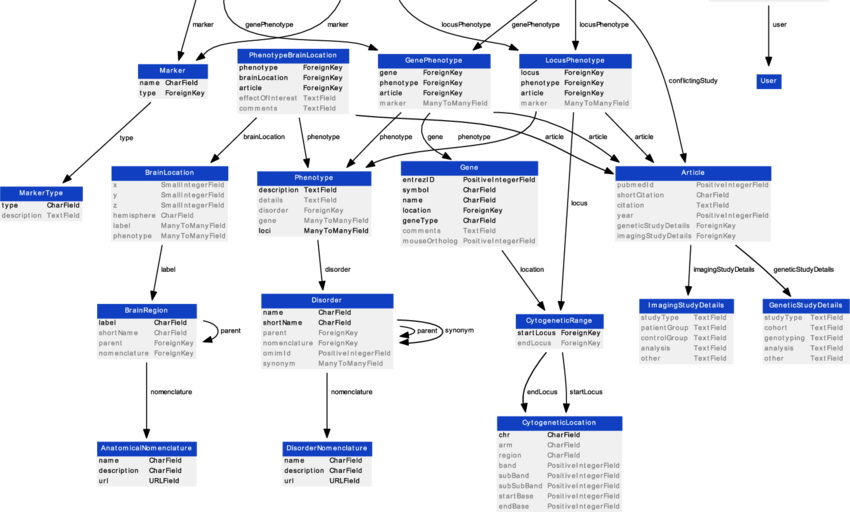 marker
genePhenotype
marker
locusPhenotype
genePhenotype
locusPhenotype
user
conflictingStudy
User
Marker
name CharField
type ForeignKey
PhenotypeBrainLocation
phenotype ForeignKey
brainLocation ForeignKey
article ForeignKey
effectOfInterest TextField
comments TextField
GenePhenotype
gene ForeignKey
phenotype ForeignKey
article ForeignKey
marker ManyToManyField
LocusPhenotype
locus ForeignKey
phenotype ForeignKey
article ForeignKey
marker ManyToManyField
type
brainLocation
phenotype
phenotype
gene
phenotype
article
article
article
locus
MarkerType
type CharField
description TextField
BrainLocation
x SmallIntegerField
y SmallIntegerField
z SmallIntegerField
hemisphere CharField
label ManyToManyField
phenotype ManyToManyField
Phenotype
description TextField
details TextField
disorder ForeignKey
gene ManyToManyField
loci ManyToManyField
Gene
entrezID PositiveIntegerField
symbol CharField
name CharField
location ForeignKey
geneType CharField
comments TextField
mouseOrtholog PositiveIntegerField
Article
pubmedId PositiveIntegerField
shortCitation CharField
citation TextField
year PositiveIntegerField
geneticStudyDetails ForeignKey
imagingStudyDetails ForeignKey
label
disorder
location
imagingStudyDetails
geneticStudyDetails
BrainRegion
label CharField
shortName CharField
parent ForeignKey
nomenclature ForeignKey
parent
Disorder
name CharField
shortName CharField
parent ForeignKey
nomenclature ForeignKey
omimId PositiveIntegerField
synonym ManyToManyField
parent
synonym
CytogeneticRange
startLocus ForeignKey
endLocus ForeignKey
ImagingStudyDetails
studyType TextField
patientGroup TextField
controlGroup TextField
analysis TextField
other TextField
GeneticStudyDetails
studyType TextField
cohort TextField
genotyping TextField
analysis TextField
other TextField
nomenclature
nomenclature
endLocus
startLocus
AnatomicalNomenclature
name CharField
description CharField
url URLField
DisorderNomenclature
name CharField
description CharField
url URLField
CytogeneticLocation
chr CharField
arm CharField
region CharField
band PositiveIntegerField
subBand PositiveIntegerField
subSubBand PositiveIntegerField
startBase PositiveIntegerField
endBase PositiveIntegerField